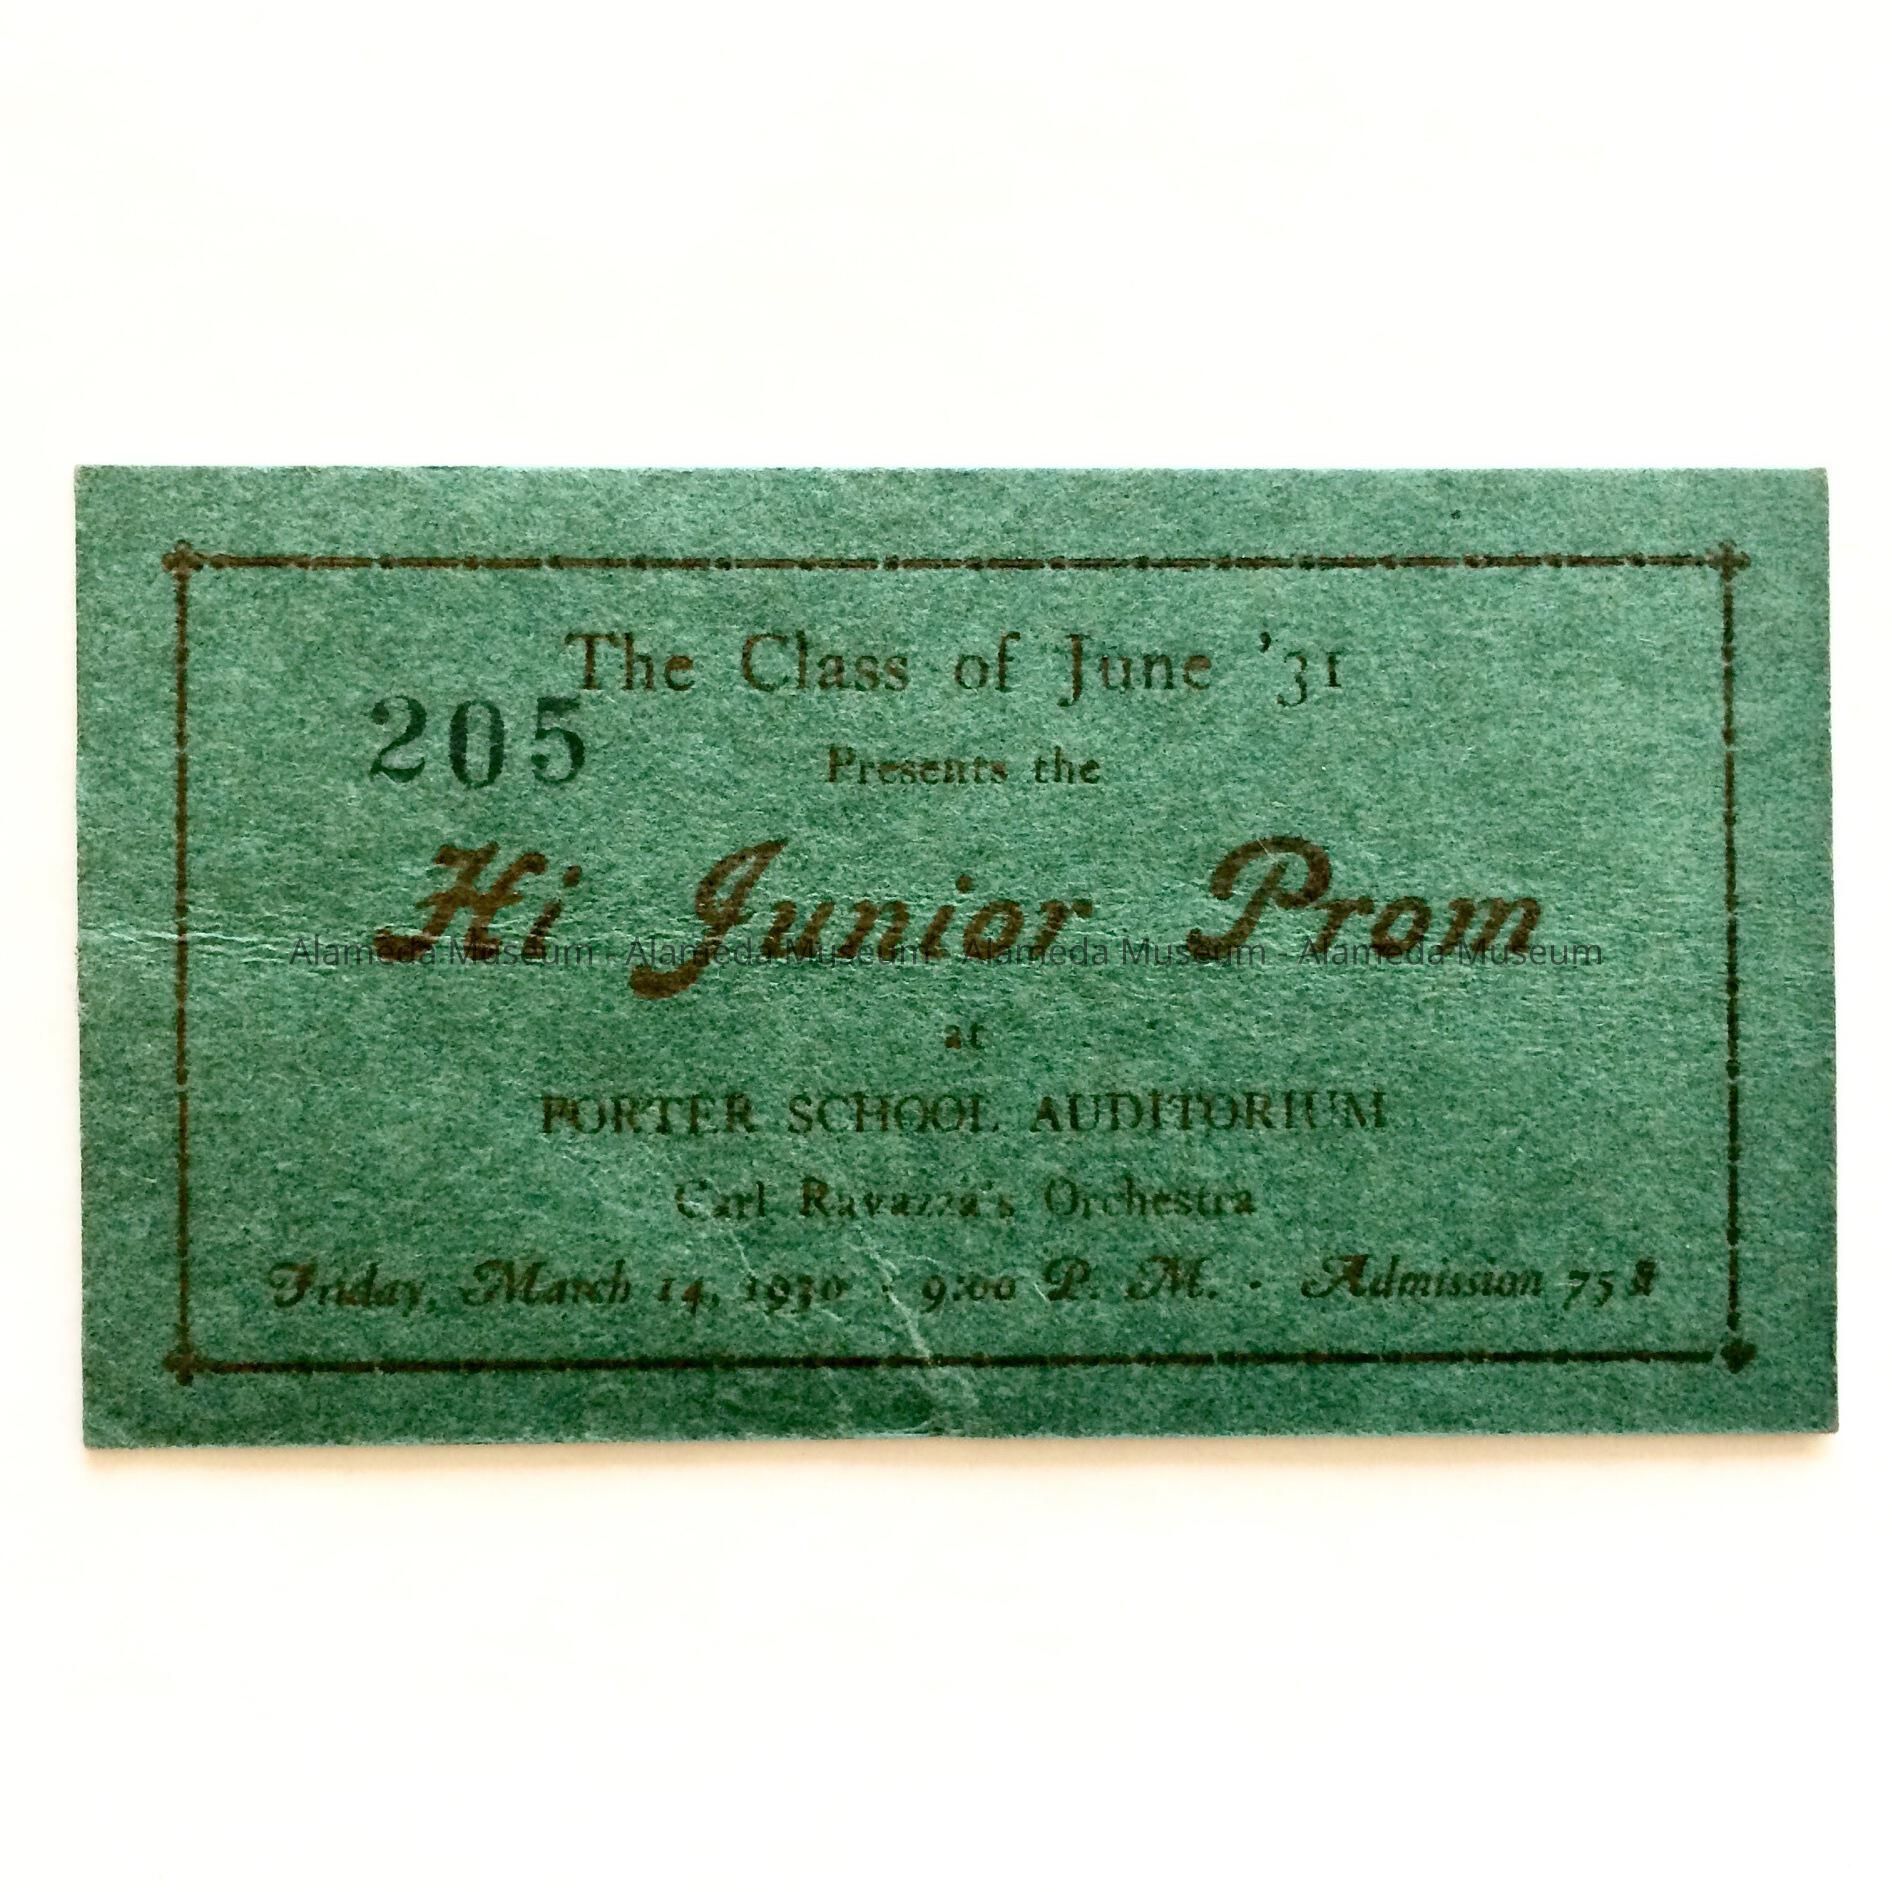 The Class of June '31
205
Presents the
Hi Junior Prom
Alameda Museum - Alameda Museum - Alameda Museum - Alameda Museum
at
PORTER SCHOOL AUDITORIUM
Carl Ravazza's Orchestra
Friday, March 14, 1930 · 9:00 P. M. · Admission 75¢